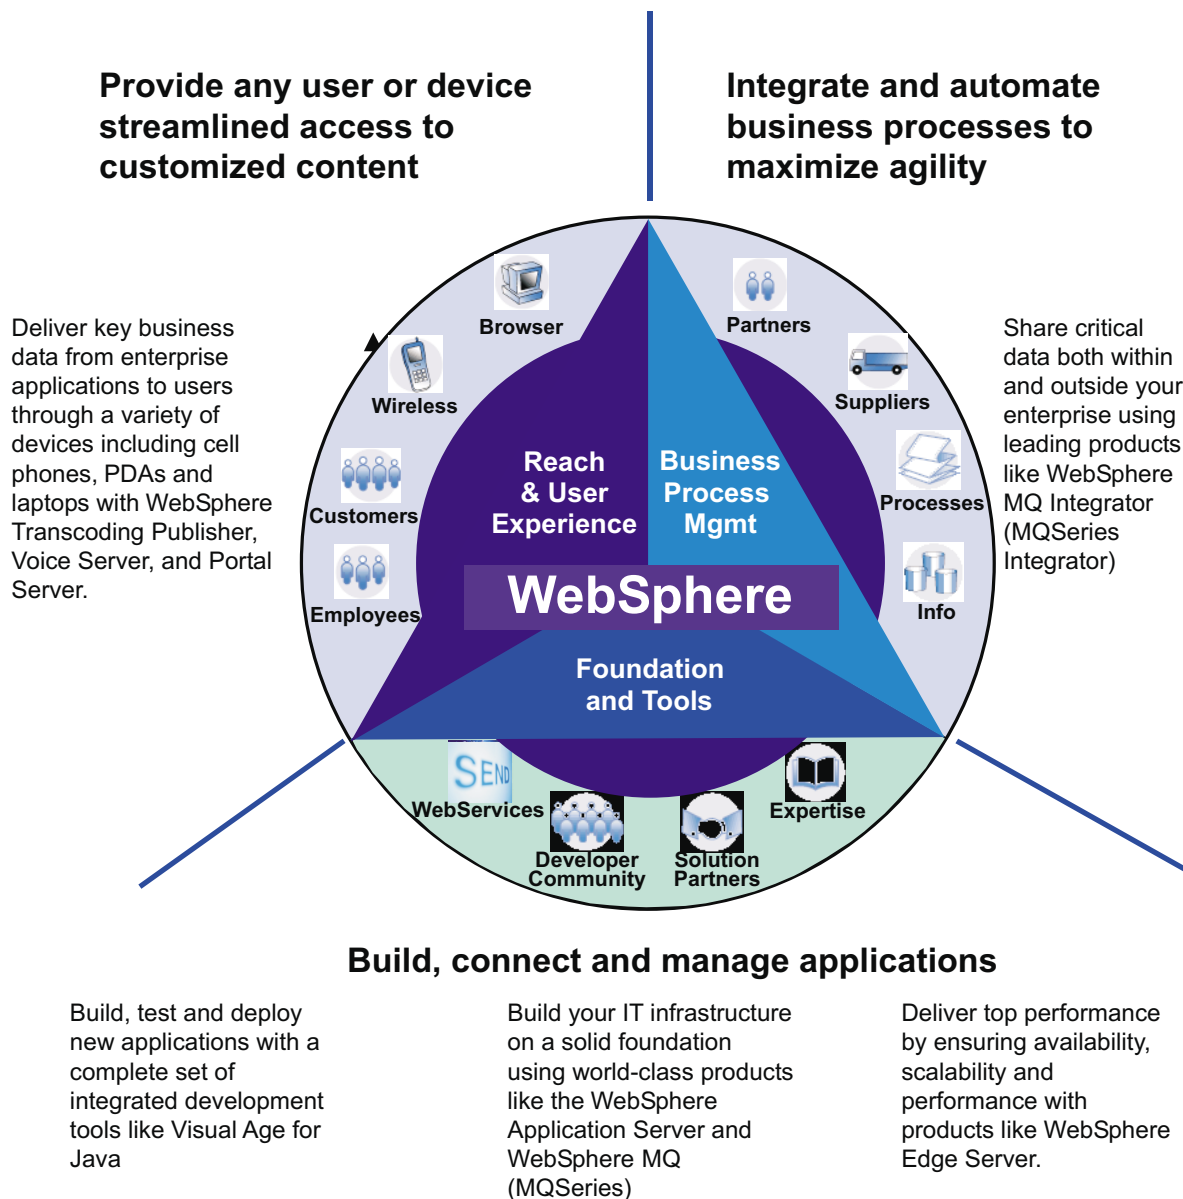 Provide any user or device
streamlined access to
customized content
Integrate and automate
business processes to
maximize agility
Deliver key business
data from enterprise
applications to users
through a variety of
devices including cell
phones, PDAs and
laptops with WebSphere
Transcoding Publisher,
Voice Server, and Portal
Server.
Browser
Wireless
Customers
Employees
Partners
Suppliers
Processes
Info
Share critical
data both within
and outside your
enterprise using
leading products
like WebSphere
MQ Integrator
(MQSeries
Integrator)
Reach
& User
Experience
Business
Process
Mgmt
WebSphere
Foundation
and Tools
SEND
WebServices
Developer
Community
Solution
Partners
Expertise
Build, connect and manage applications
Build, test and deploy
new applications with a
complete set of
integrated development
tools like Visual Age for
Java
Build your IT infrastructure
on a solid foundation
using world-class products
like the WebSphere
Application Server and
WebSphere MQ
(MQSeries)
Deliver top performance
by ensuring availability,
scalability and
performance with
products like WebSphere
Edge Server.